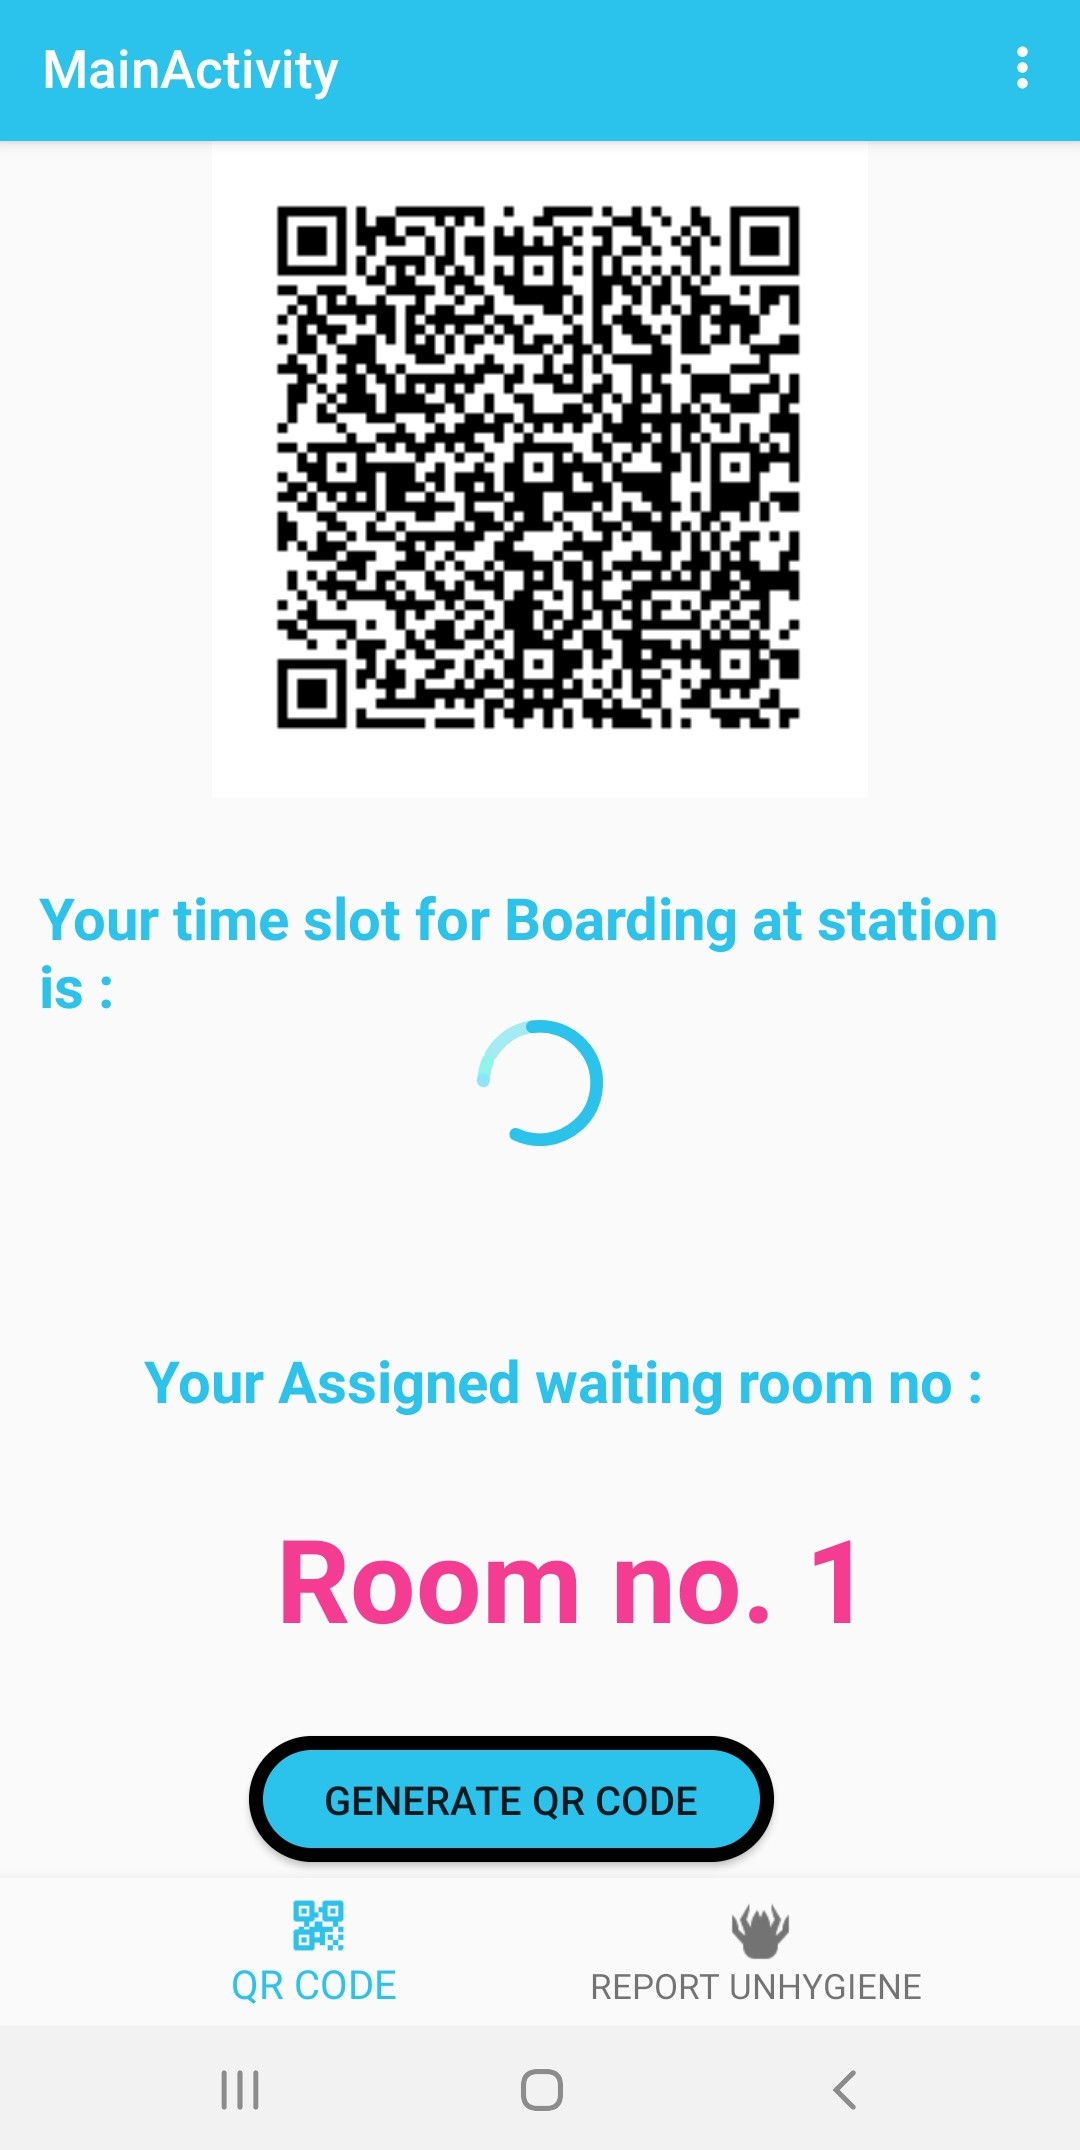 MainActivity
Your time slot for Boarding at station
is :
Your Assigned waiting room no :
Room no. 1
GENERATE QR CODE
QR CODE
REPORT UNHYGIENE